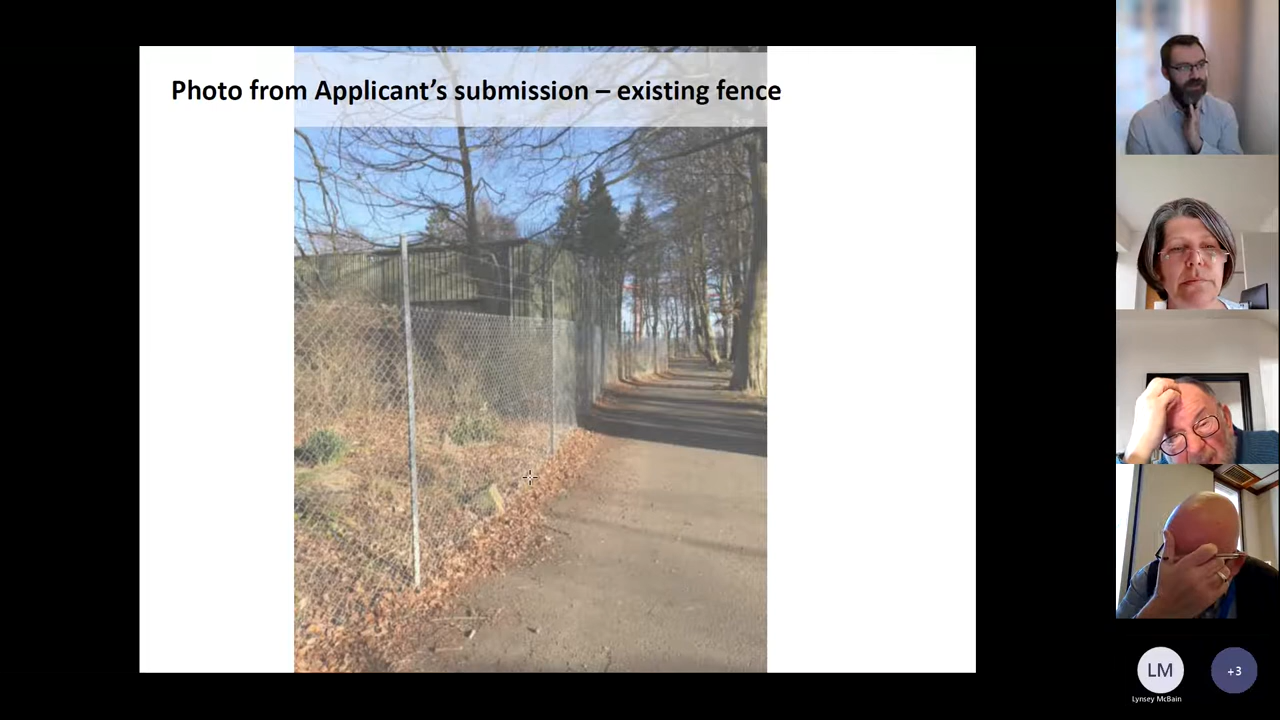 Photo from Applicant's submission – existing fence
LM
+3
Lynsey McBain